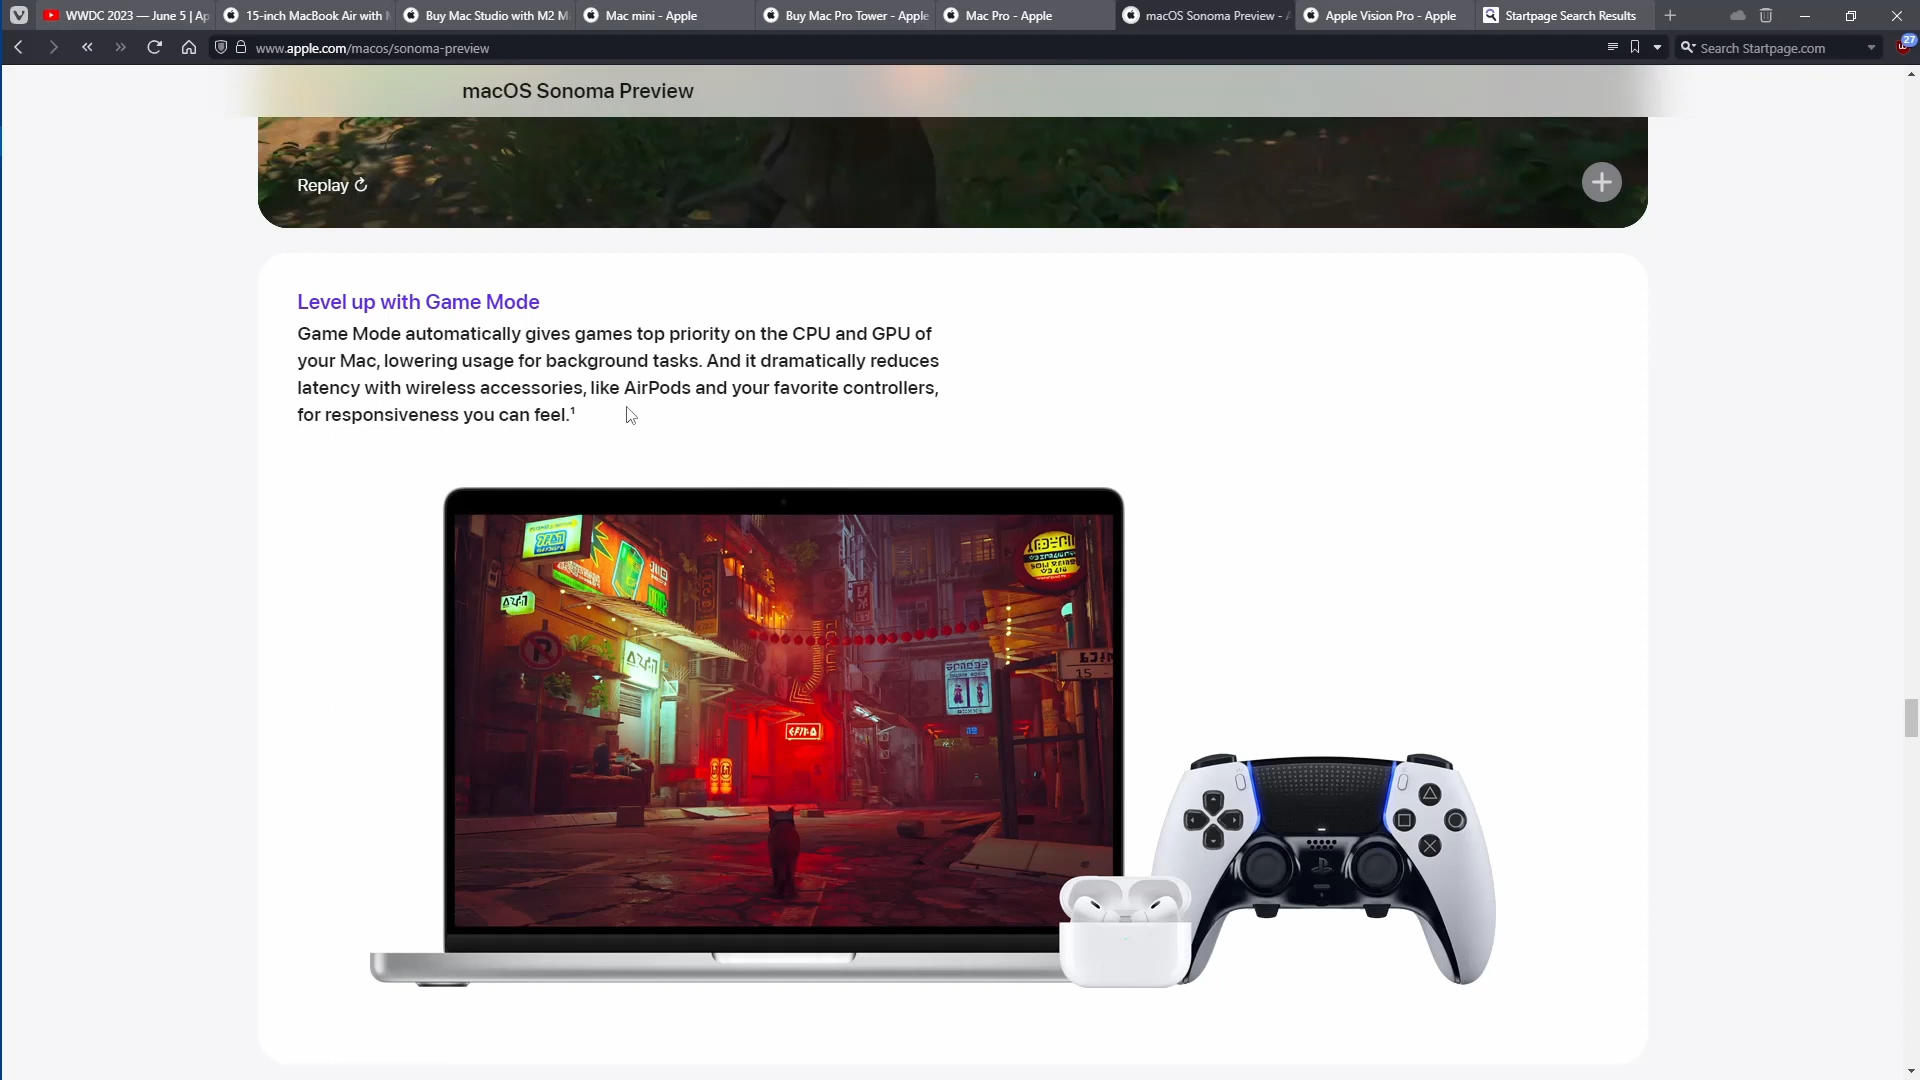 WWDC 2023 — June 5 | Ap
15-inch MacBook Air with
Buy Mac Studio with M2 M
Mac mini - Apple
Buy Mac Pro Tower - Apple
Mac Pro - Apple
macOS Sonoma Preview -
Apple Vision Pro - Apple
Startpage Search Results
www.apple.com/macos/sonoma-preview
Search Startpage.com
27
macOS Sonoma Preview
Replay
Level up with Game Mode
Game Mode automatically gives games top priority on the CPU and GPU of
your Mac, lowering usage for background tasks. And it dramatically reduces
latency with wireless accessories, like AirPods and your favorite controllers,
for responsiveness you can feel.¹
15